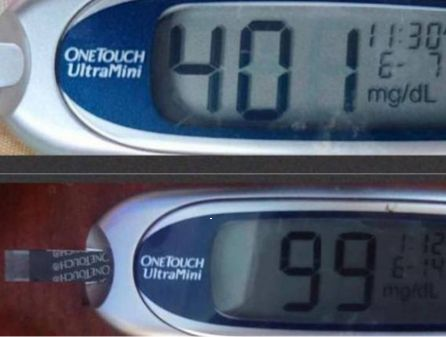 ONETOUCH
UltraMini
401
11:30
6- 7
mg/dL
ONETOUCH®
ONETOUCH®
ONETOUCH
UltraMini
99
1:12
6-14
mg/dL